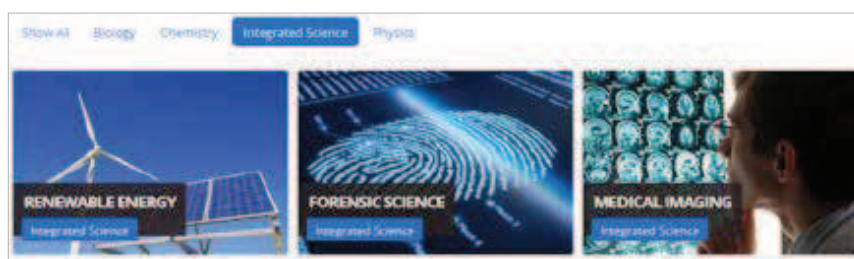 Show All Biology Chemistry Integrated Science Physics
RENEWABLE ENERGY
Integrated Science
FORENSIC SCIENCE
Integrated Science
MEDICAL IMAGING
Integrated Science